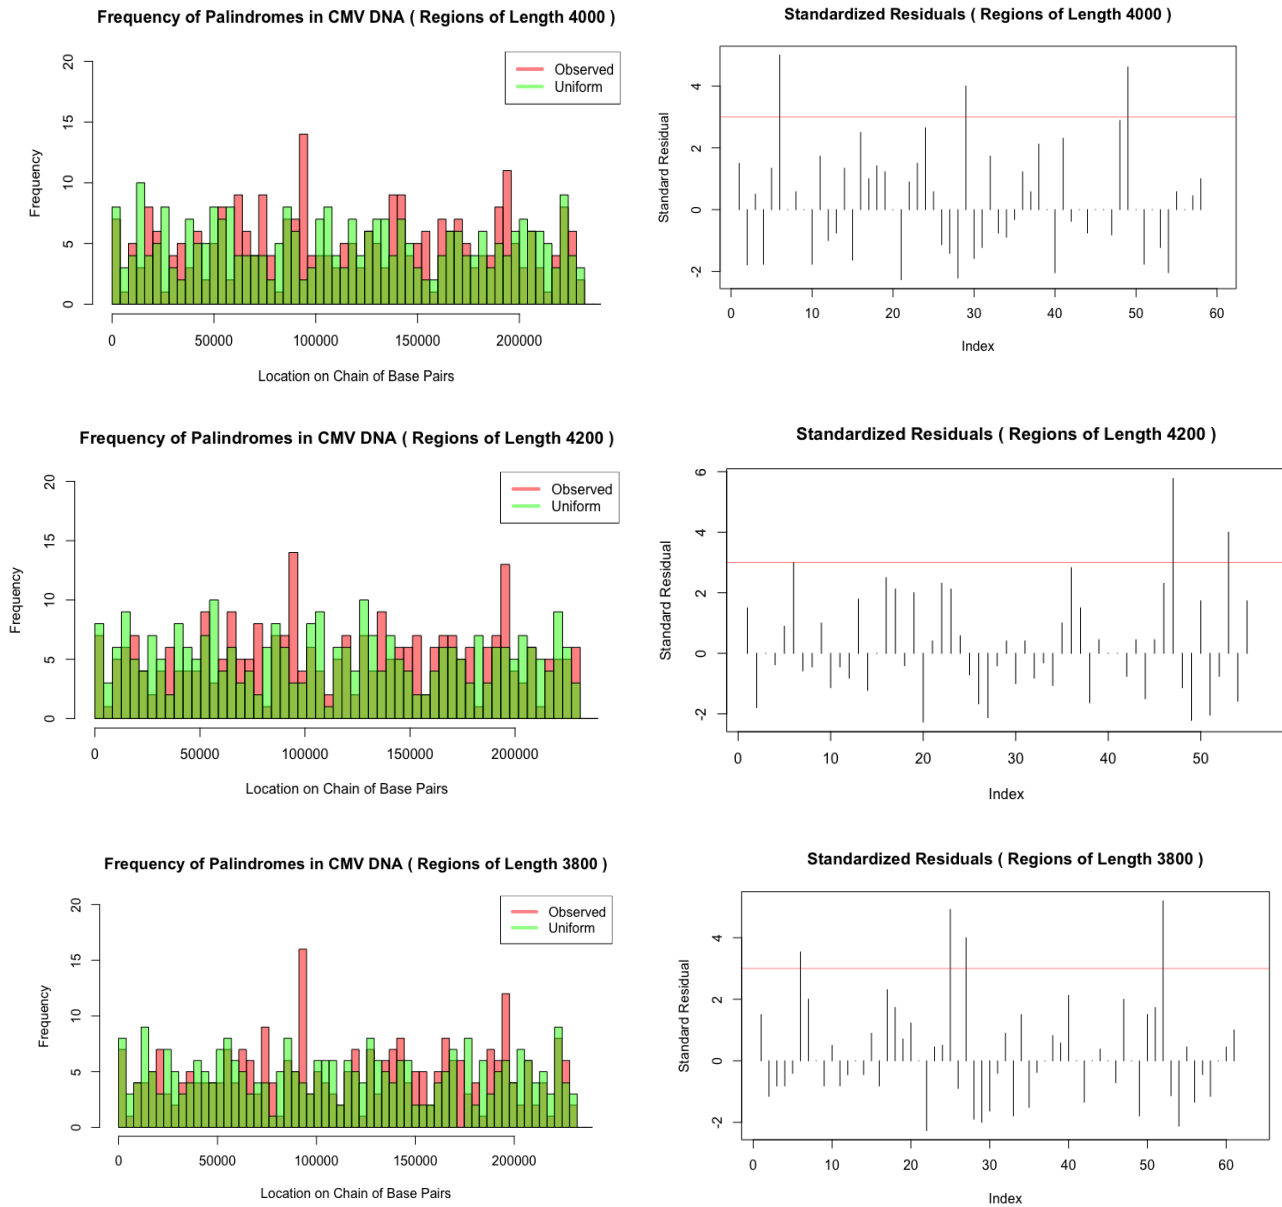 Frequency of Palindromes in CMV DNA ( Regions of Length 4000 )
20
15
10
5
0
Frequency
Observed
Uniform
0 50000 100000 150000 200000
Location on Chain of Base Pairs
Standardized Residuals ( Regions of Length 4000 )
4
2
0
-2
Standard Residual
0 10 20 30 40 50 60
Index
Frequency of Palindromes in CMV DNA ( Regions of Length 4200 )
20
15
10
5
0
Frequency
Observed
Uniform
0 50000 100000 150000 200000
Location on Chain of Base Pairs
Standardized Residuals ( Regions of Length 4200 )
6
4
2
0
-2
Standard Residual
0 10 20 30 40 50
Index
Frequency of Palindromes in CMV DNA ( Regions of Length 3800 )
20
15
10
5
0
Frequency
Observed
Uniform
0 50000 100000 150000 200000
Location on Chain of Base Pairs
Standardized Residuals ( Regions of Length 3800 )
4
2
0
-2
Standard Residual
0 10 20 30 40 50 60
Index